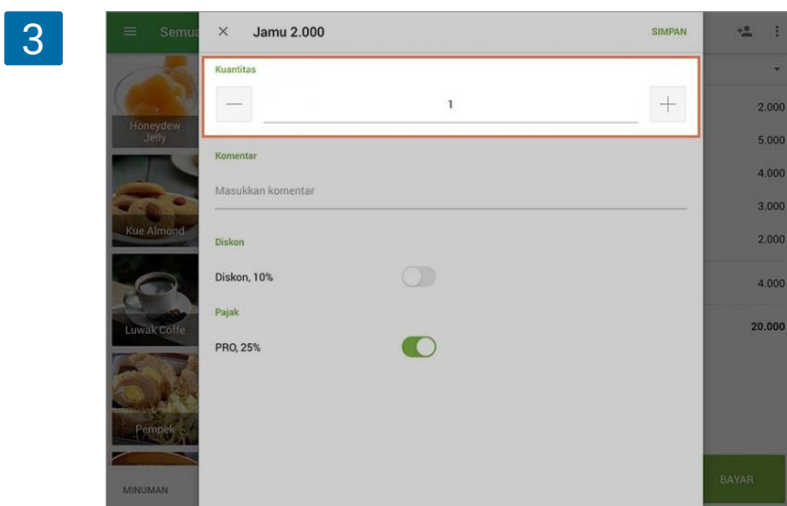 3
Semua
Jamu 2.000
SIMPAN
Kuantitas
1
Komentar
Masukkan komentar
Diskon
Diskon, 10%
Pajak
PRO, 25%
Honeydew
Jelly
Kue Almond
Luwak Coffe
Pempek
MINUMAN
2.000
5.000
4.000
3.000
2.000
4.000
20.000
BAYAR